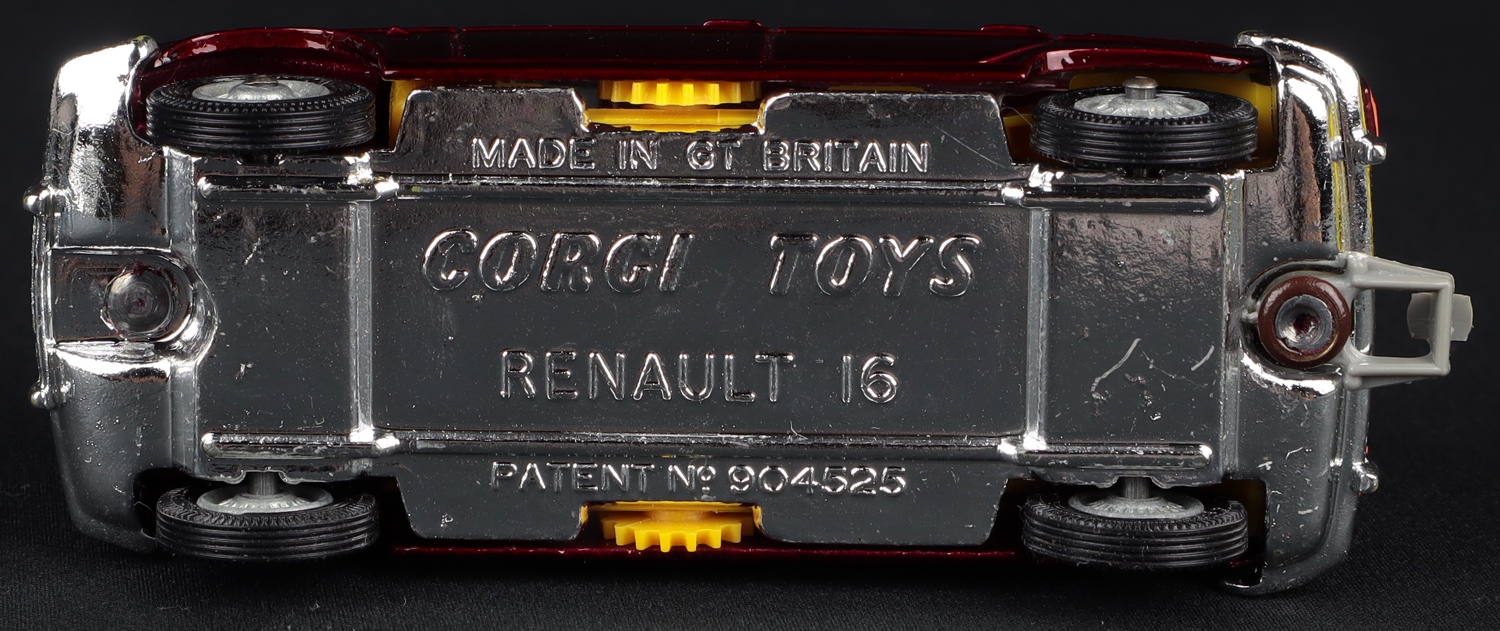 MADE IN GT BRITAIN
CORGI TOYS
RENAULT 16
PATENT Nº 904525